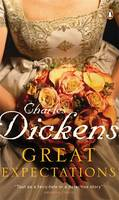 Charles
Dickens
GREAT
EXPECTATIONS